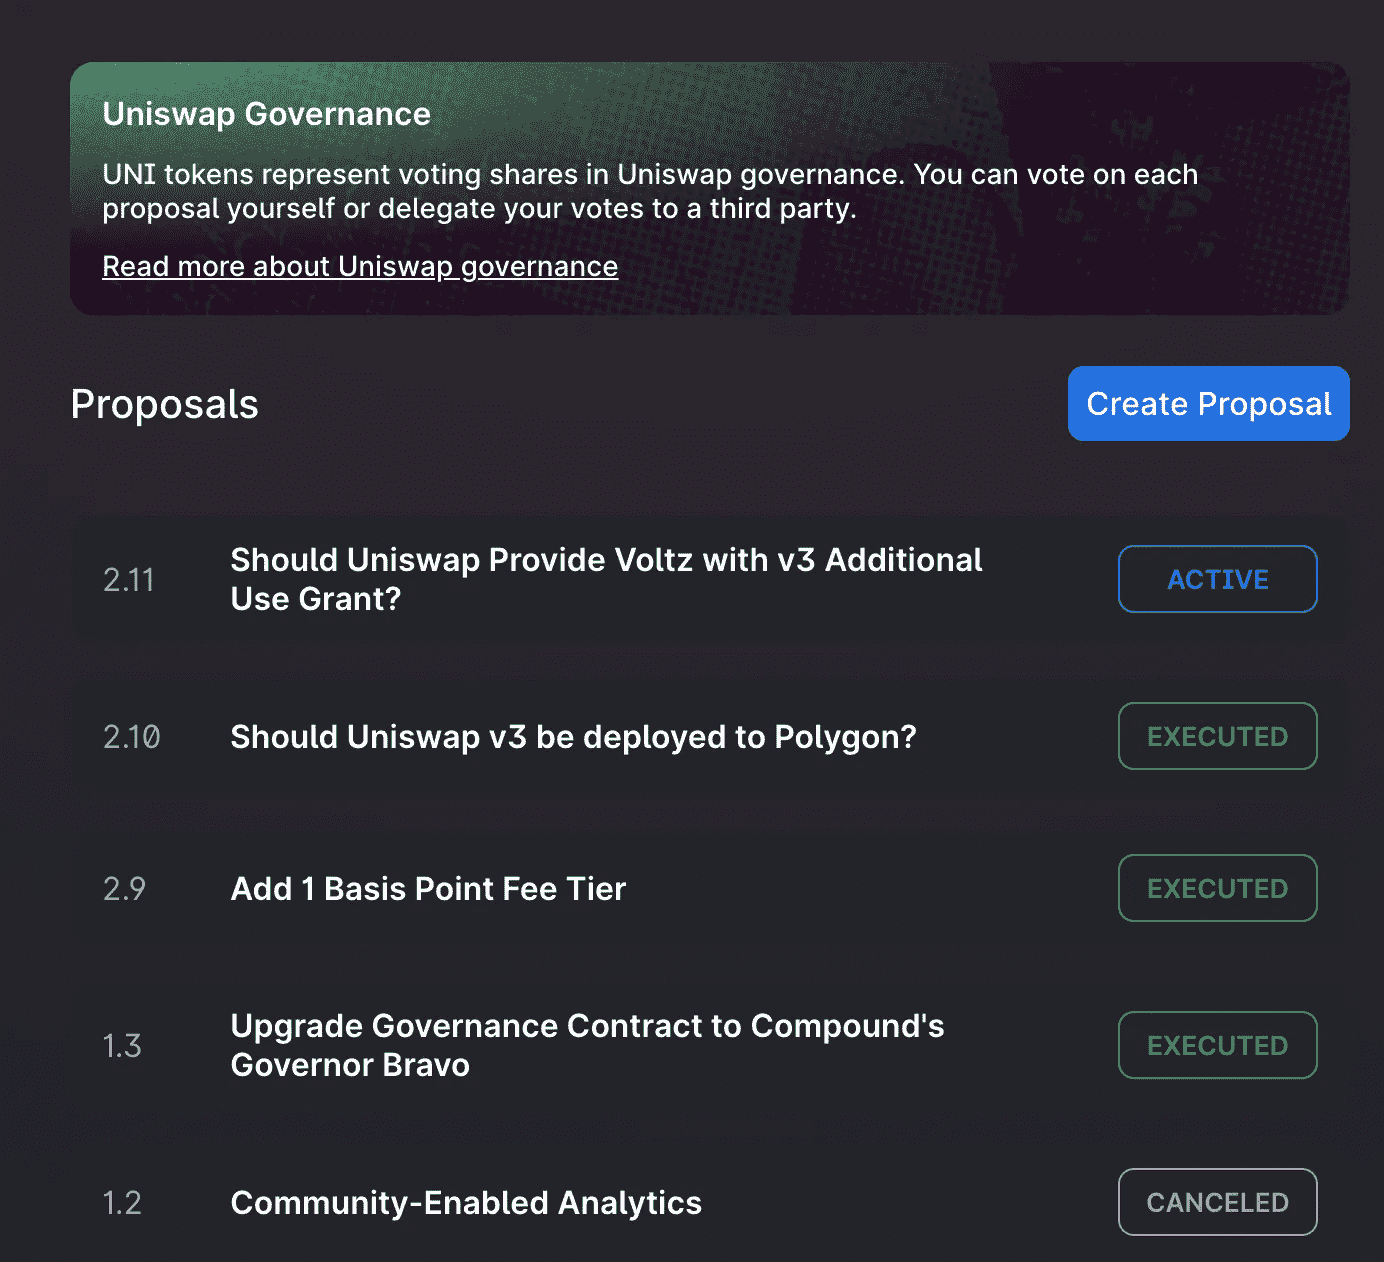 Uniswap Governance
UNI tokens represent voting shares in Uniswap governance. You can vote on each
proposal yourself or delegate your votes to a third party.
Read more about Uniswap governance
Proposals
Create Proposal
2.11
Should Uniswap Provide Voltz with v3 Additional
Use Grant?
ACTIVE
2.10
Should Uniswap v3 be deployed to Polygon?
EXECUTED
2.9
Add 1 Basis Point Fee Tier
EXECUTED
1.3
Upgrade Governance Contract to Compound's
Governor Bravo
EXECUTED
1.2
Community-Enabled Analytics
CANCELED